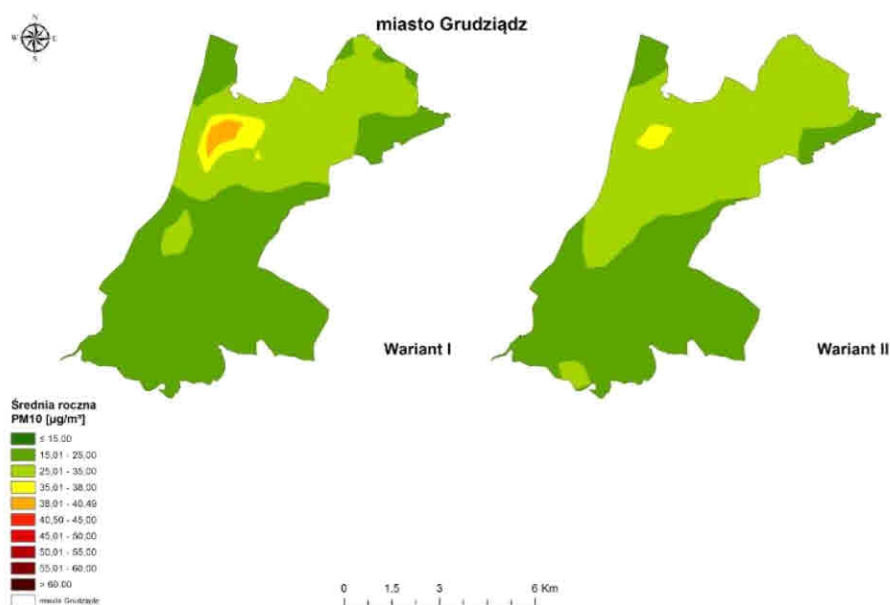 miasto Grudziądz
N
W E
S
Wariant I
Wariant II
Średnia roczna
PM10 [µg/m³]
≤ 15,00
15,01 - 25,00
25,01 - 35,00
35,01 - 38,00
38,01 - 40,49
40,50 - 45,00
45,01 - 50,00
50,01 - 55,00
55,01 - 60,00
> 60,00
miasto Grudziądz
0 1,5 3 6 Km